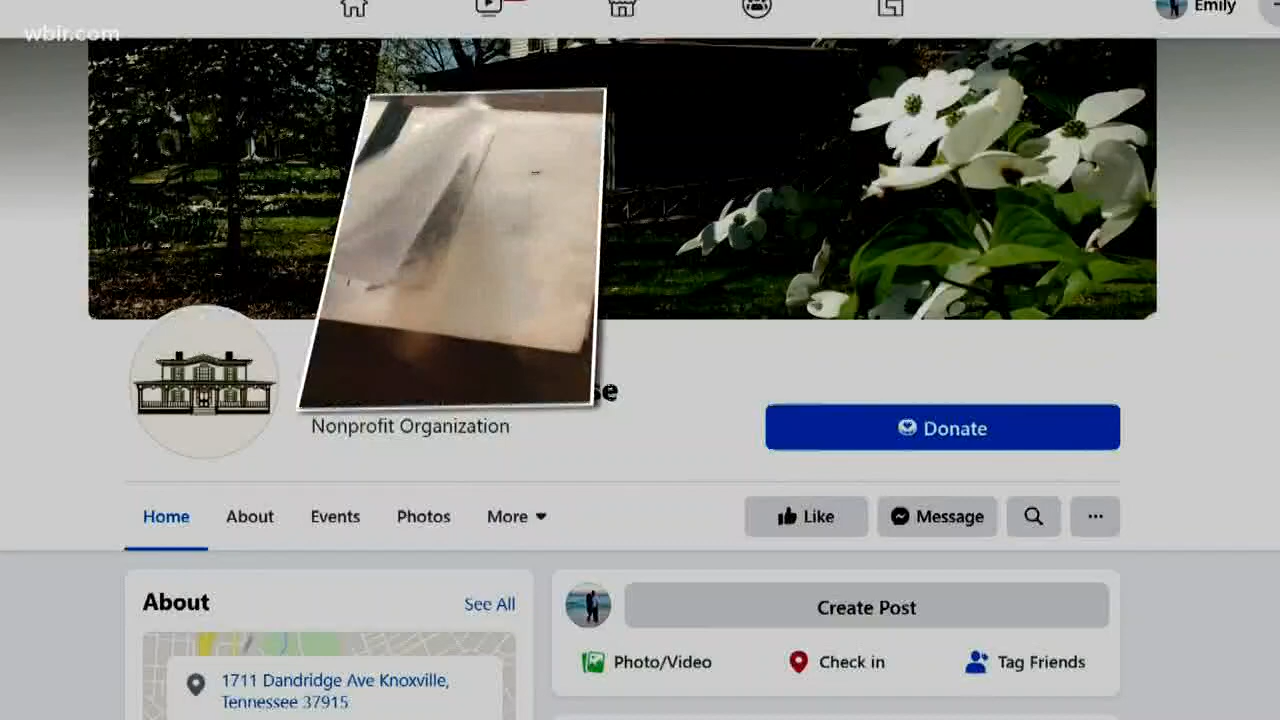 wbir.com
Emily
se
Nonprofit Organization
Donate
Home
About
Events
Photos
More
Like
Message
...
About
See All
Create Post
1711 Dandridge Ave Knoxville,
Tennessee 37915
Photo/Video
Check in
Tag Friends